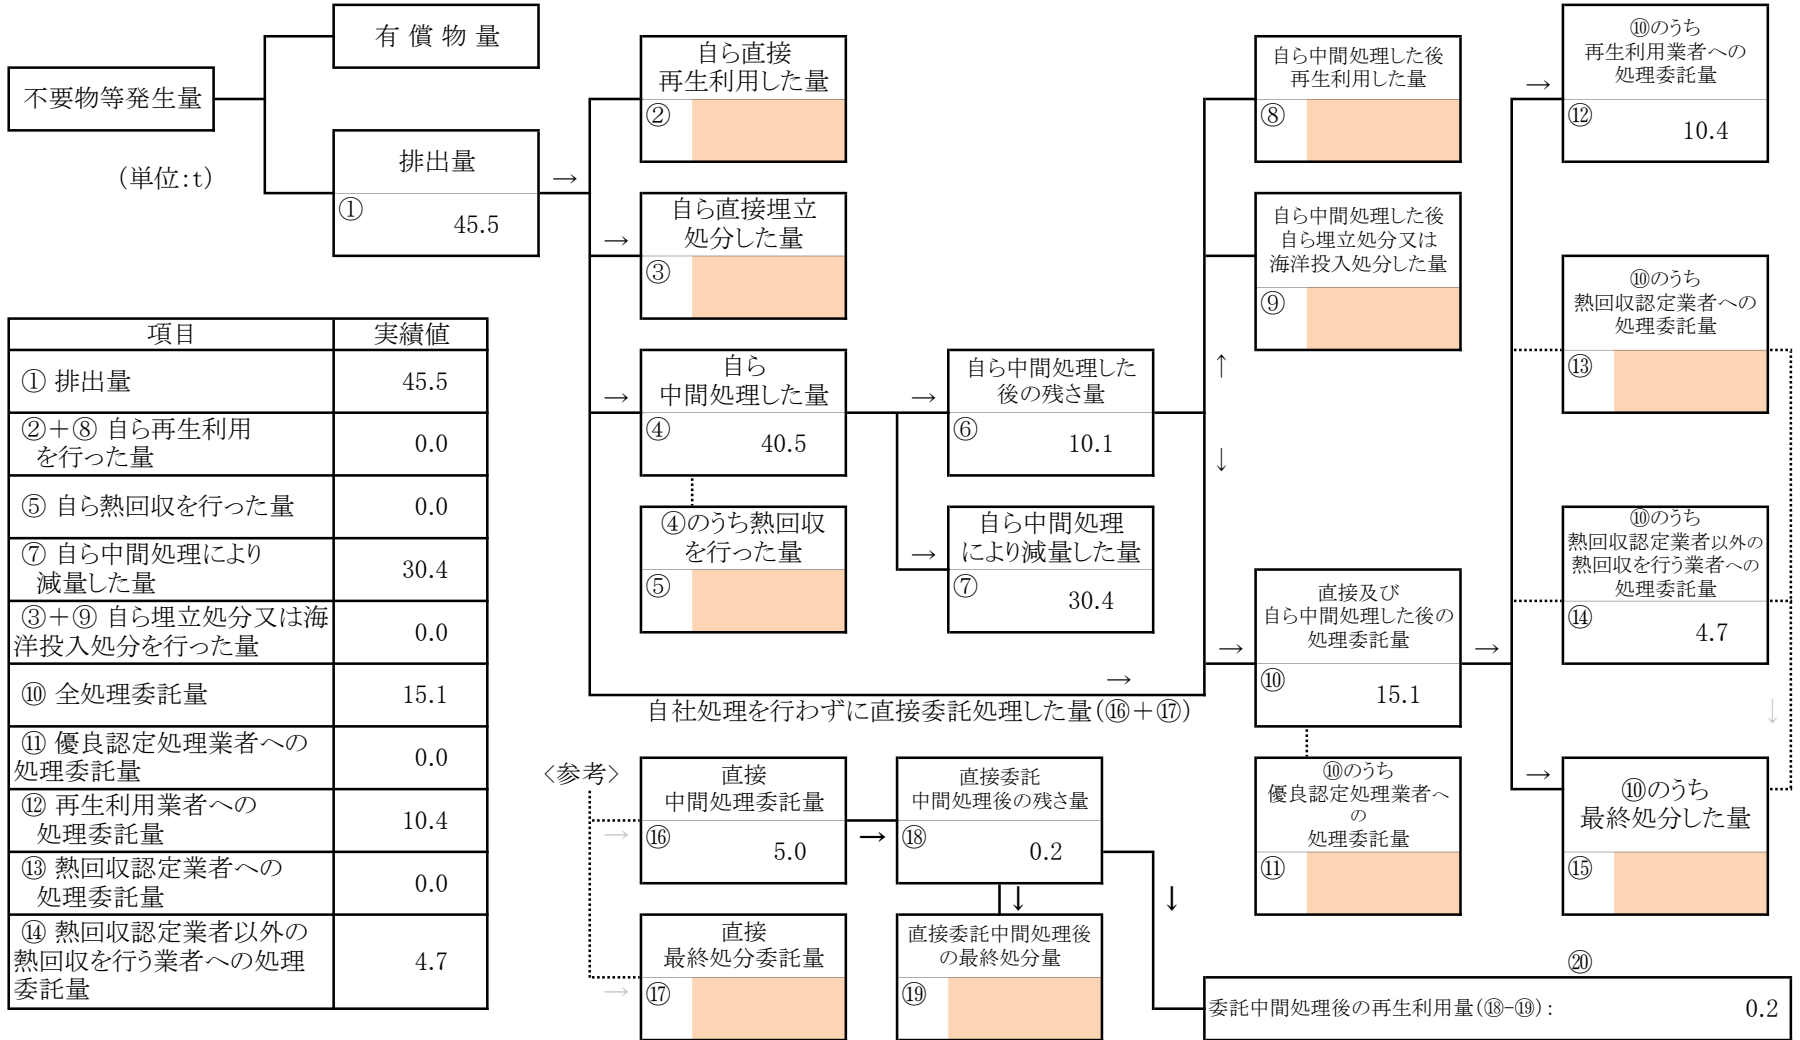 有 償 物 量
不要物等発生量
(単位:t)
排出量
① 45.5
→
自ら直接
再生利用した量
②
→
自ら直接埋立
処分した量
③
→
自ら
中間処理した量
④ 40.5
④のうち熱回収
を行った量
⑤
→
自ら中間処理した
後の残さ量
⑥ 10.1
→
自ら中間処理
により減量した量
⑦ 30.4
↑
↓
自ら中間処理した後
再生利用した量
⑧
自ら中間処理した後
自ら埋立処分又は
海洋投入処分した量
⑨
→
自社処理を行わずに直接委託処理した量(⑯+⑰)
→
直接及び
自ら中間処理した後の
処理委託量
⑩ 15.1
→
⑩のうち
優良認定処理業者へ
の
処理委託量
⑪
→
⑩のうち
再生利用業者への
処理委託量
⑫ 10.4
⑩のうち
熱回収認定業者への
処理委託量
⑬
⑩のうち
熱回収認定業者以外の
熱回収を行う業者への
処理委託量
⑭ 4.7
↓
→
⑩のうち
最終処分した量
⑮
<参考>
→
直接
中間処理委託量
⑯ 5.0
→
直接
最終処分委託量
⑰
→
直接委託
中間処理後の残さ量
⑱ 0.2
↓
直接委託中間処理後
の最終処分量
⑲
↓
⑳
委託中間処理後の再生利用量(⑱-⑲): 0.2
項目 実績値
① 排出量 45.5
②+⑧ 自ら再生利用
を行った量 0.0
⑤ 自ら熱回収を行った量 0.0
⑦ 自ら中間処理により
減量した量 30.4
③+⑨ 自ら埋立処分又は海
洋投入処分を行った量 0.0
⑩ 全処理委託量 15.1
⑪ 優良認定処理業者への
処理委託量 0.0
⑫ 再生利用業者への
処理委託量 10.4
⑬ 熱回収認定業者への
処理委託量 0.0
⑭ 熱回収認定業者以外の
熱回収を行う業者への処理
委託量 4.7